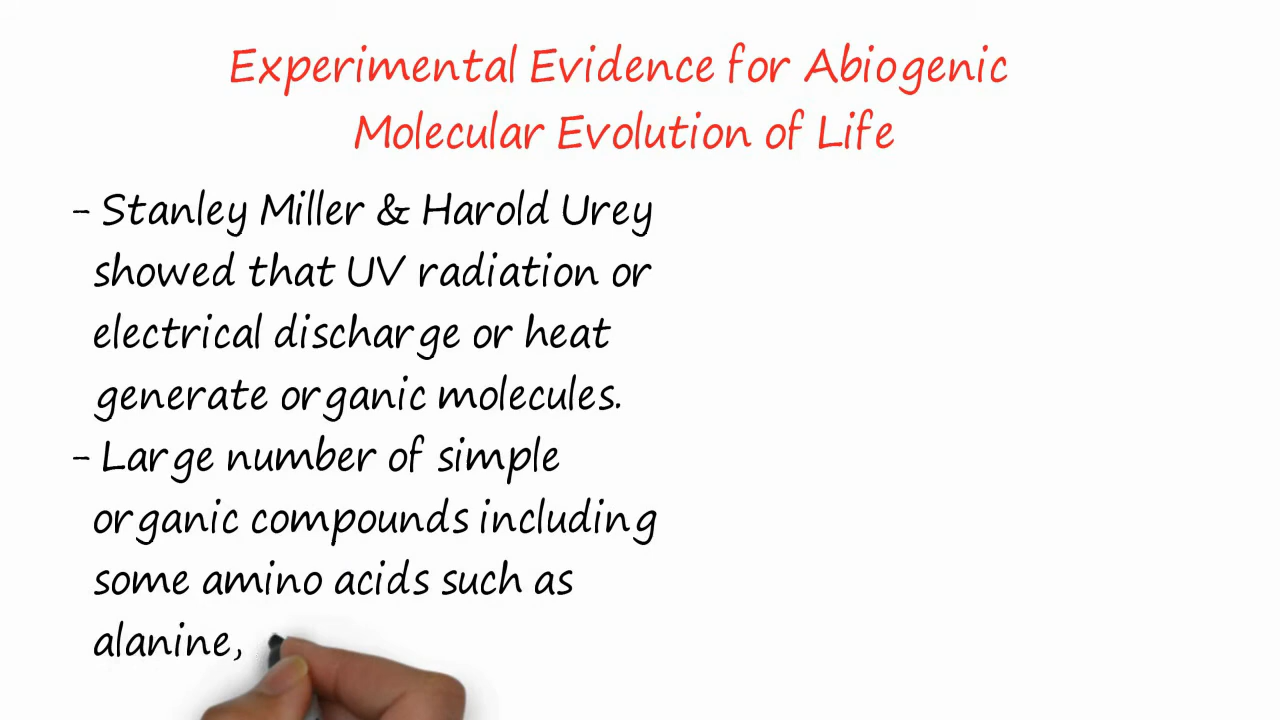 Experimental Evidence for Abiogenic
Molecular Evolution of Life
- Stanley Miller & Harold Urey
showed that UV radiation or
electrical discharge or heat
generate organic molecules.
- Large number of simple
organic compounds including
some amino acids such as
alanine,